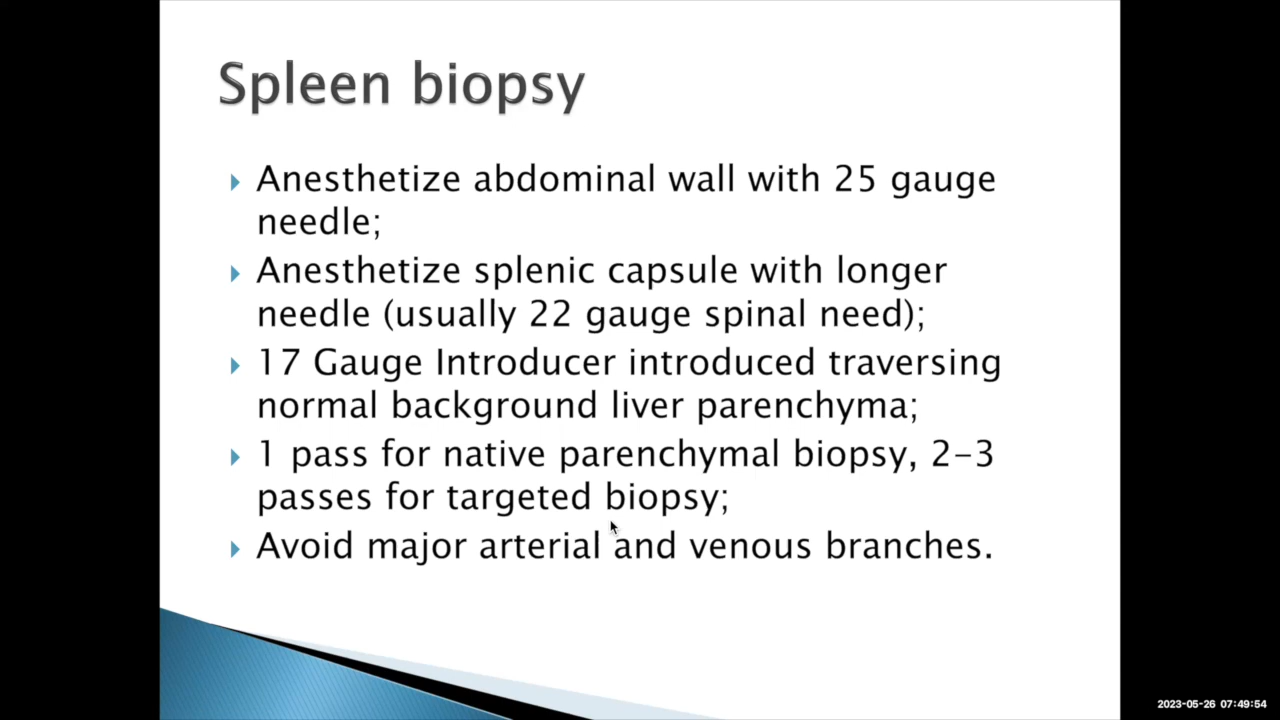 Spleen biopsy
Anesthetize abdominal wall with 25 gauge
needle;
Anesthetize splenic capsule with longer
needle (usually 22 gauge spinal need);
17 Gauge Introducer introduced traversing
normal background liver parenchyma;
1 pass for native parenchymal biopsy, 2-3
passes for targeted biopsy;
Avoid major arterial and venous branches.
2023-05-26 07:49:54